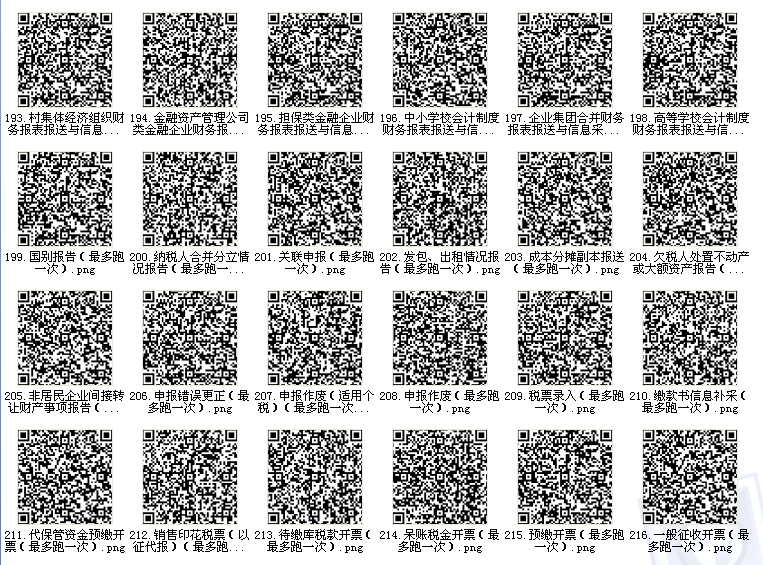 193. 村集体经济组织财
务报表报送与信息...
194. 金融资产管理公司
类金融企业财务报...
195. 担保类金融企业财
务报表报送与信息...
196. 中小学校会计制度
财务报表报送与信...
197. 企业集团合并财务
报表报送与信息采...
198. 高等学校会计制度
财务报表报送与信...
199. 国别报告（最多跑
一次）.png
200. 纳税人合并分立情
况报告（最多跑一...
201. 关联申报（最多跑
一次）.png
202. 发包、出租情况报
告（最多跑一次）.png
203. 成本分摊副本报送
（最多跑一次）.png
204. 欠税人处置不动产
或大额资产报告（...
205. 非居民企业间接转
让财产事项报告（...
206. 申报错误更正（最
多跑一次）.png
207. 申报作废（适用个
税）（最多跑一次...
208. 申报作废（最多跑
一次）.png
209. 税票录入（最多跑
一次）.png
210. 缴款书信息补采（
最多跑一次）.png
211. 代保管资金预缴开
票（最多跑一次）.png
212. 销售印花税票（以
征代报）（最多跑...
213. 待缴库税款开票（
最多跑一次）.png
214. 呆账税金开票（最
多跑一次）.png
215. 预缴开票（最多跑
一次）.png
216. 一般征收开票（最
多跑一次）.png